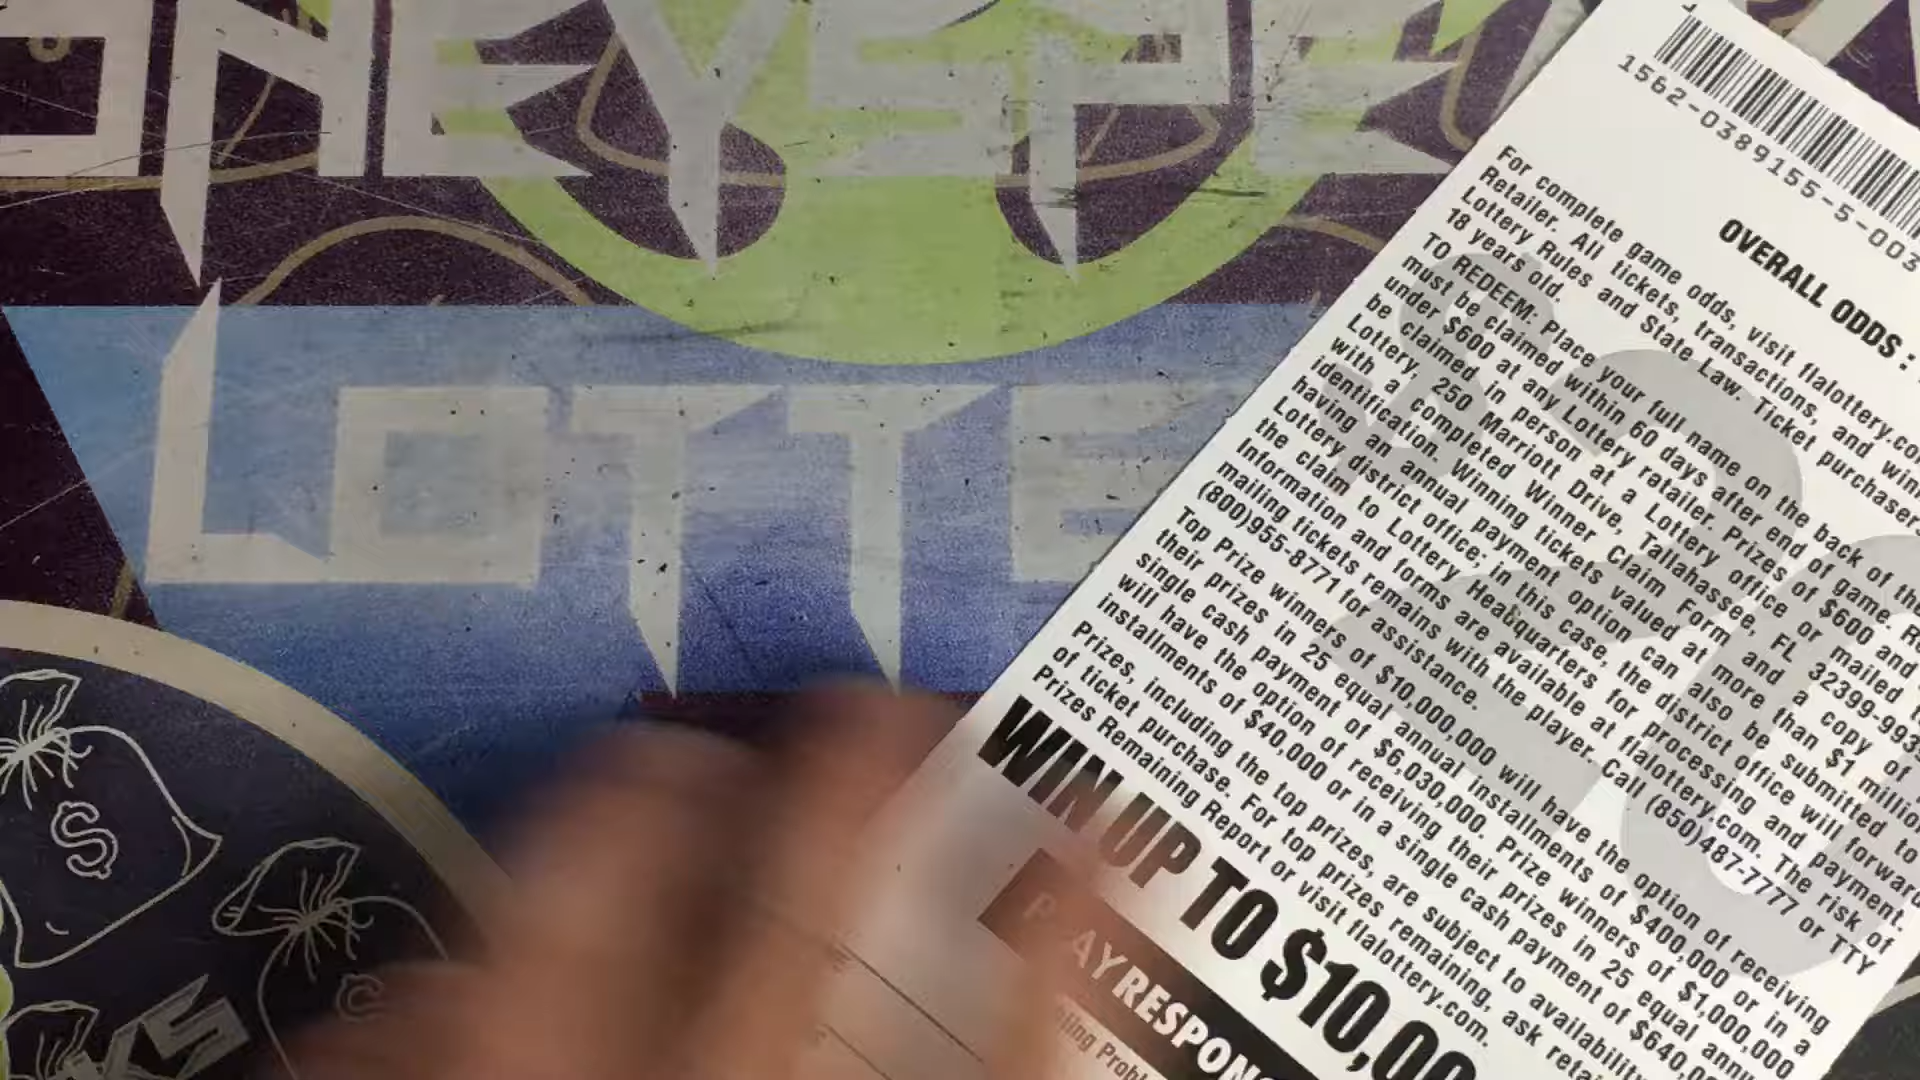 ONEYSPE
LOTTE
$
KS
1562-0389155-5-003
OVERALL ODDS :
For complete game odds, visit flalottery.co
Retailer. All tickets, transactions, and winn
Lottery Rules and State Law. Ticket purchasers
18 years old.
TO REDEEM: Place your full name on the back of the
must be claimed within 60 days after end of game.
under $600 at any Lottery retailer. Prizes of $600 and
be claimed in person at a Lottery office or mailed
Lottery, 250 Marriott Drive, Tallahassee, FL 32399-993
with a completed Winner Claim Form and a copy of
identification. Winning tickets valued at more than $1 million
having an annual payment option can also be submitted to
Lottery district office; in this case, the district office will forward
the claim to Lottery Headquarters for processing and payment.
Information and forms are available at flalottery.com. The risk of
mailing tickets remains with the player. Call (850)487-7777 or TTY
(800)955-8771 for assistance.
Top Prize winners of $10,000,000 will have the option of receiving
their prizes in 25 equal annual installments of $400,000 or in a
single cash payment of $6,030,000. Prize winners of $1,000,000
will have the option of receiving their prizes in 25 equal annu
installments of $40,000 or in a single cash payment of $640,0
Prizes, including the top prizes, are subject to availability
of ticket purchase. For top prizes remaining, ask reta
Prizes Remaining Report or visit flalottery.com.
WIN UP TO $10,00
PLAY RESPON